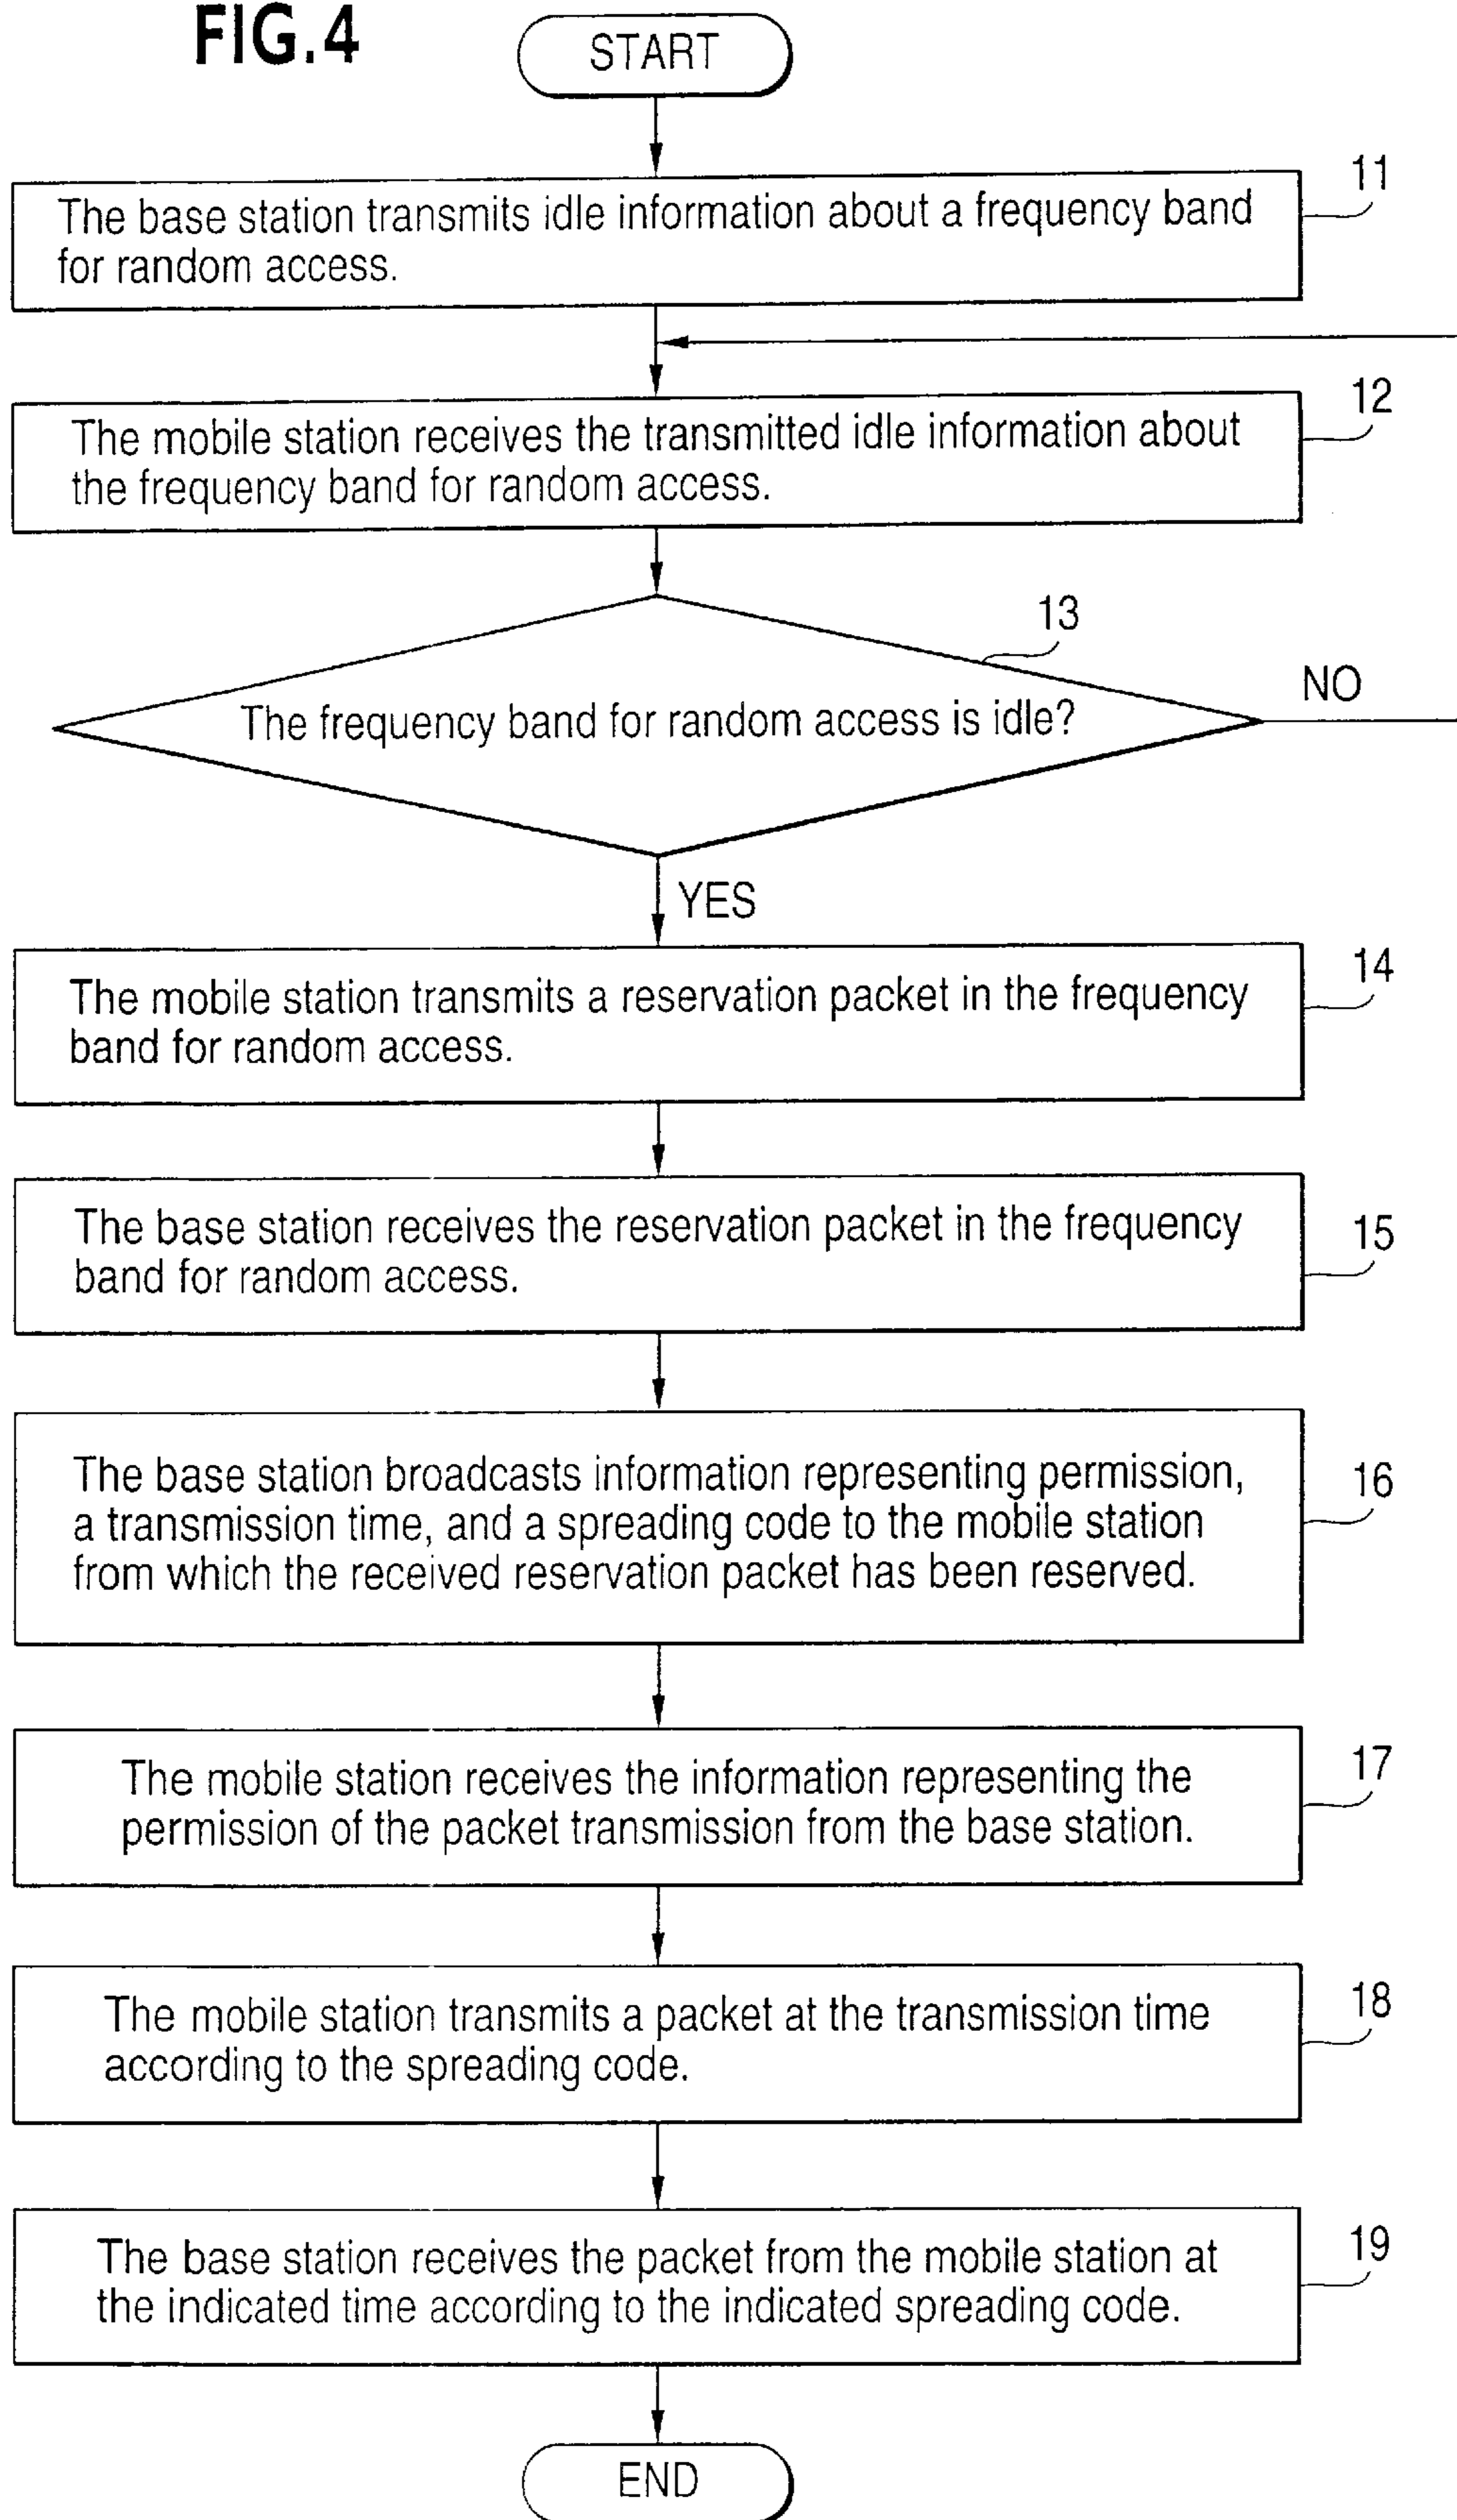 FIG.4
START
11
The base station transmits idle information about a frequency band
for random access.
12
The mobile station receives the transmitted idle information about
the frequency band for random access.
13
NO
The frequency band for random access is idle?
YES
14
The mobile station transmits a reservation packet in the frequency
band for random access.
15
The base station receives the reservation packet in the frequency
band for random access.
16
The base station broadcasts information representing permission,
a transmission time, and a spreading code to the mobile station
from which the received reservation packet has been reserved.
17
The mobile station receives the information representing the
permission of the packet transmission from the base station.
18
The mobile station transmits a packet at the transmission time
according to the spreading code.
19
The base station receives the packet from the mobile station at
the indicated time according to the indicated spreading code.
END